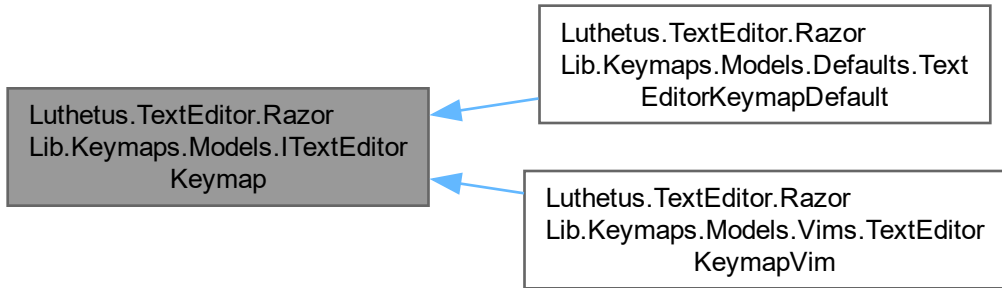 Luthetus.TextEditor.Razor
Lib.Keymaps.Models.ITextEditor
Keymap
Luthetus.TextEditor.Razor
Lib.Keymaps.Models.Defaults.Text
EditorKeymapDefault
Luthetus.TextEditor.Razor
Lib.Keymaps.Models.Vims.TextEditor
KeymapVim